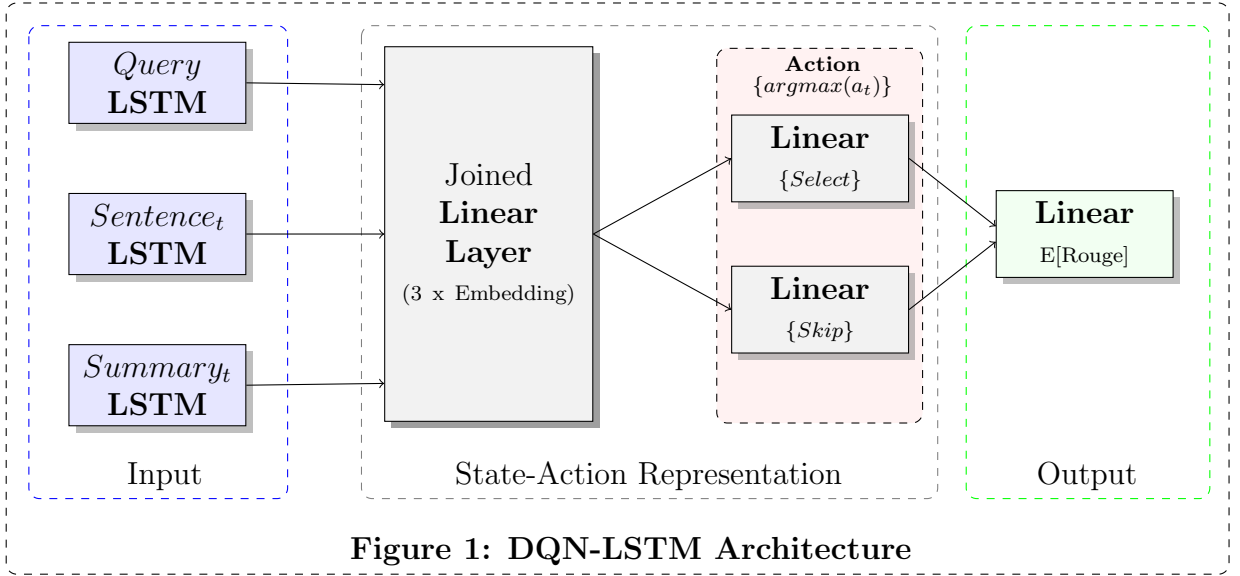 Query
LSTM
Sentence_t
LSTM
Summary_t
LSTM
Input
Joined
Linear
Layer
(3 x Embedding)
Action
{argmax(a_t)}
Linear
{Select}
Linear
{Skip}
State-Action Representation
Linear
E[Rouge]
Output
Figure 1: DQN-LSTM Architecture